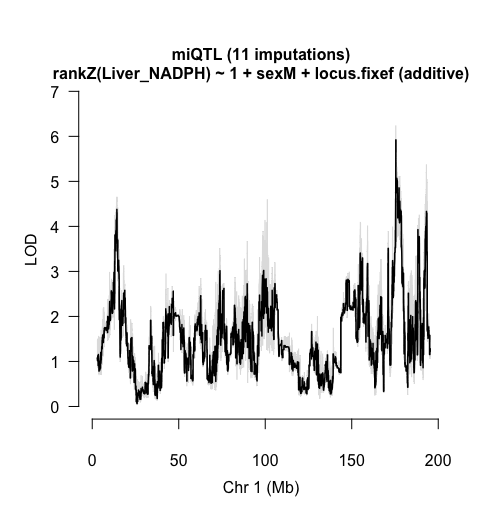 miQTL (11 imputations)
rankZ(Liver_NADPH) ~ 1 + sexM + locus.fixef (additive)
7
6
5
4
3
2
1
0
LOD
0 50 100 150 200
Chr 1 (Mb)